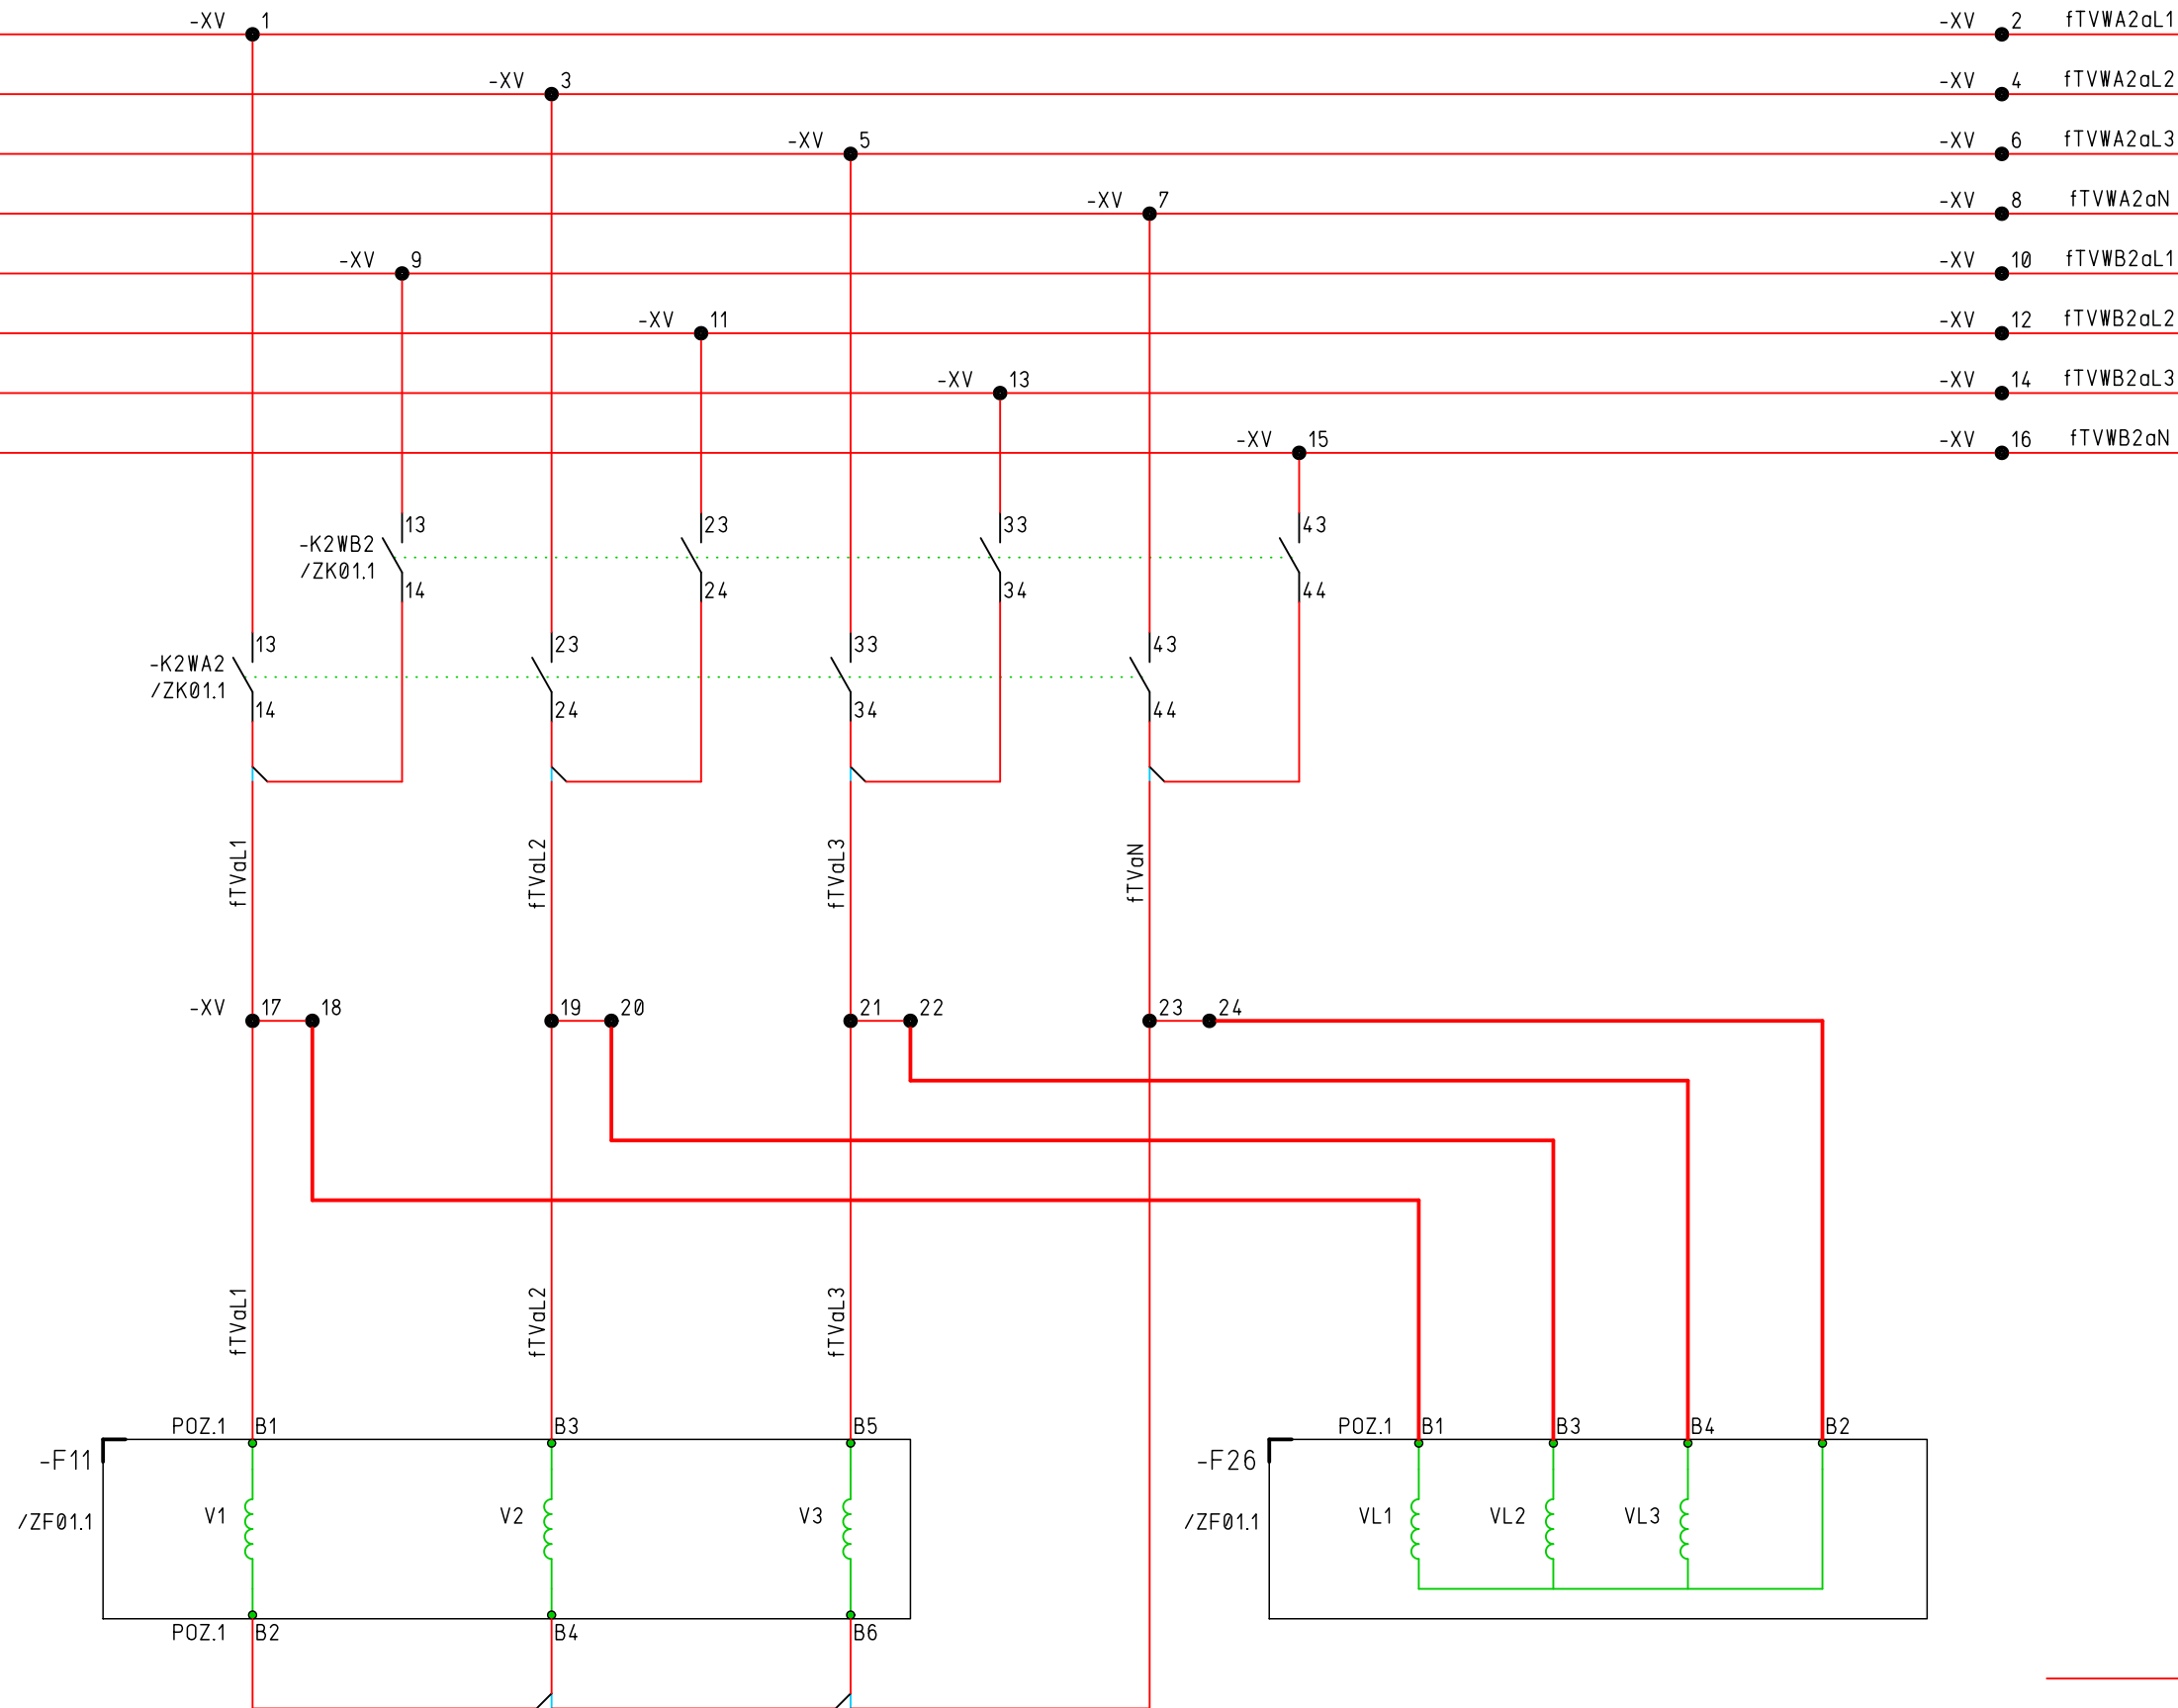 -XV 1
-XV 2 fTVWA2aL1
-XV 3
-XV 4 fTVWA2aL2
-XV 5
-XV 6 fTVWA2aL3
-XV 7
-XV 8 fTVWA2aN
-XV 9
-XV 10 fTVWB2aL1
-XV 11
-XV 12 fTVWB2aL2
-XV 13
-XV 14 fTVWB2aL3
-XV 15
-XV 16 fTVWB2aN
13 23 33 43
-K2WB2
/ZK01.1
14 24 34 44
13 23 33 43
-K2WA2
/ZK01.1
14 24 34 44
fTVaL1
fTVaL2
fTVaL3
fTVaN
-XV 17 18 19 20 21 22 23 24
fTVaL1
fTVaL2
fTVaL3
POZ.1 B1 B3 B5
POZ.1 B1 B3 B4 B2
-F11
-F26
/ZF01.1 V1 V2 V3
/ZF01.1 VL1 VL2 VL3
POZ.1 B2 B4 B6